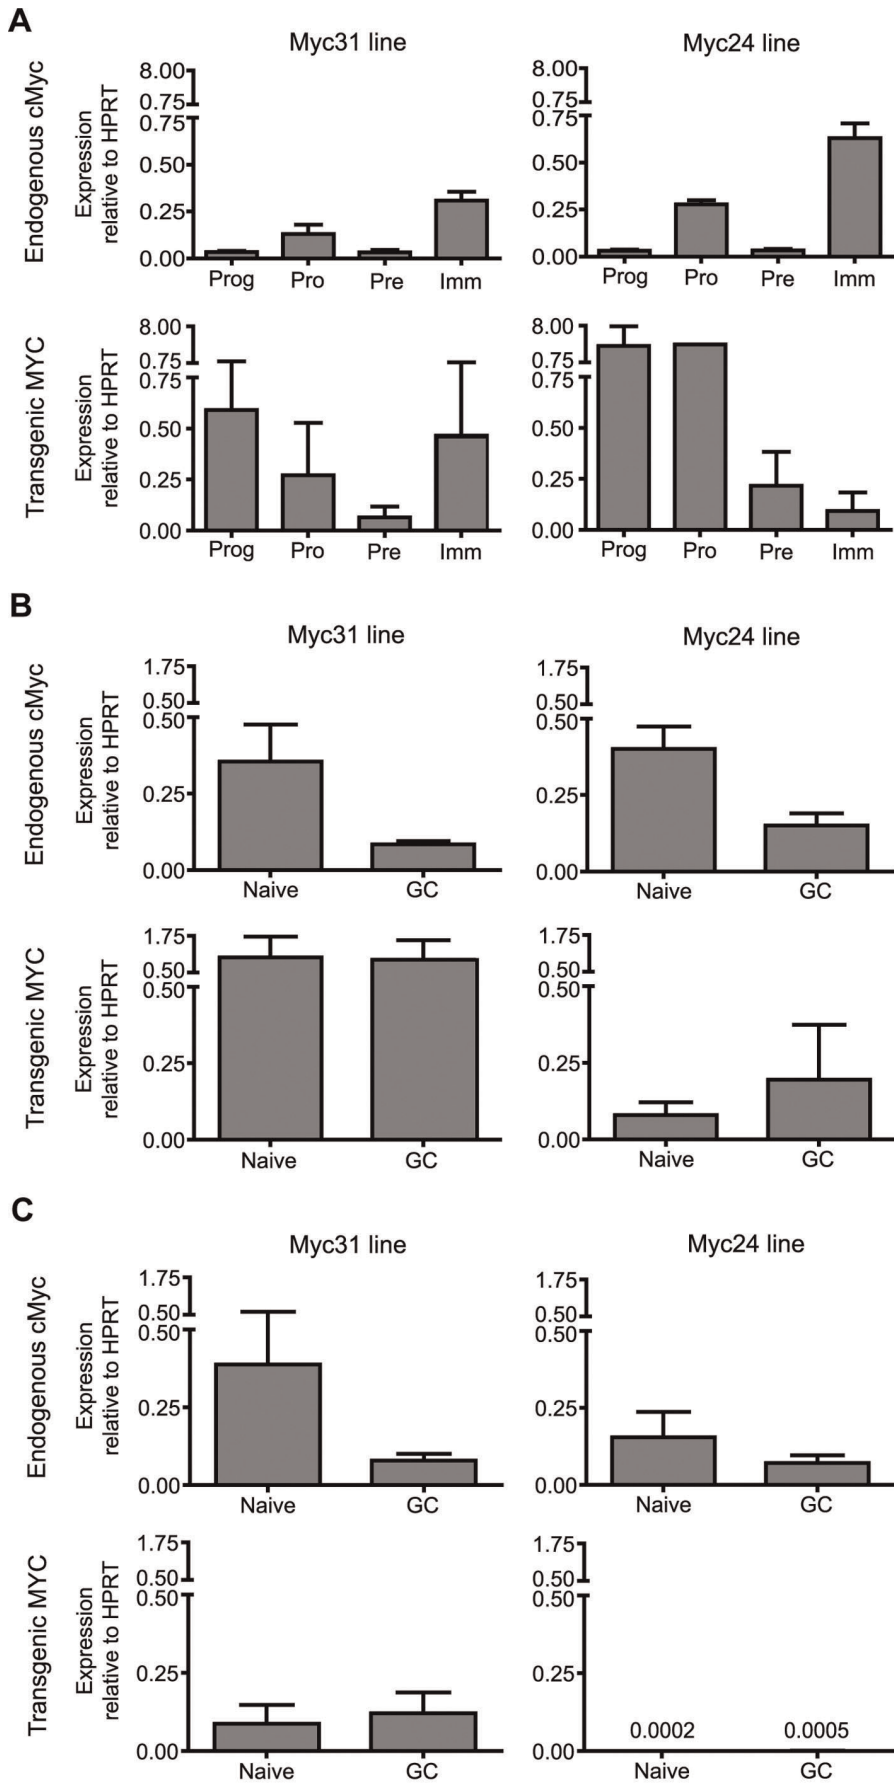 A
Myc31 line
Myc24 line
Endogenous cMyc
Expression
relative to HPRT
8.00
0.75
0.75
0.50
0.25
0.00
Prog
Pro
Pre
Imm
8.00
0.75
0.75
0.50
0.25
0.00
Prog
Pro
Pre
Imm
Transgenic MYC
Expression
relative to HPRT
8.00
0.75
0.75
0.50
0.25
0.00
Prog
Pro
Pre
Imm
8.00
0.75
0.75
0.50
0.25
0.00
Prog
Pro
Pre
Imm
B
Myc31 line
Myc24 line
Endogenous cMyc
Expression
relative to HPRT
1.75
0.50
0.50
0.25
0.00
Naive
GC
1.75
0.50
0.50
0.25
0.00
Naive
GC
Transgenic MYC
Expression
relative to HPRT
1.75
0.50
0.50
0.25
0.00
Naive
GC
1.75
0.50
0.50
0.25
0.00
Naive
GC
C
Myc31 line
Myc24 line
Endogenous cMyc
Expression
relative to HPRT
1.75
0.50
0.50
0.25
0.00
Naive
GC
1.75
0.50
0.50
0.25
0.00
Naive
GC
Transgenic MYC
Expression
relative to HPRT
1.75
0.50
0.50
0.25
0.00
Naive
GC
1.75
0.50
0.50
0.25
0.00
0.0002
0.0005
Naive
GC